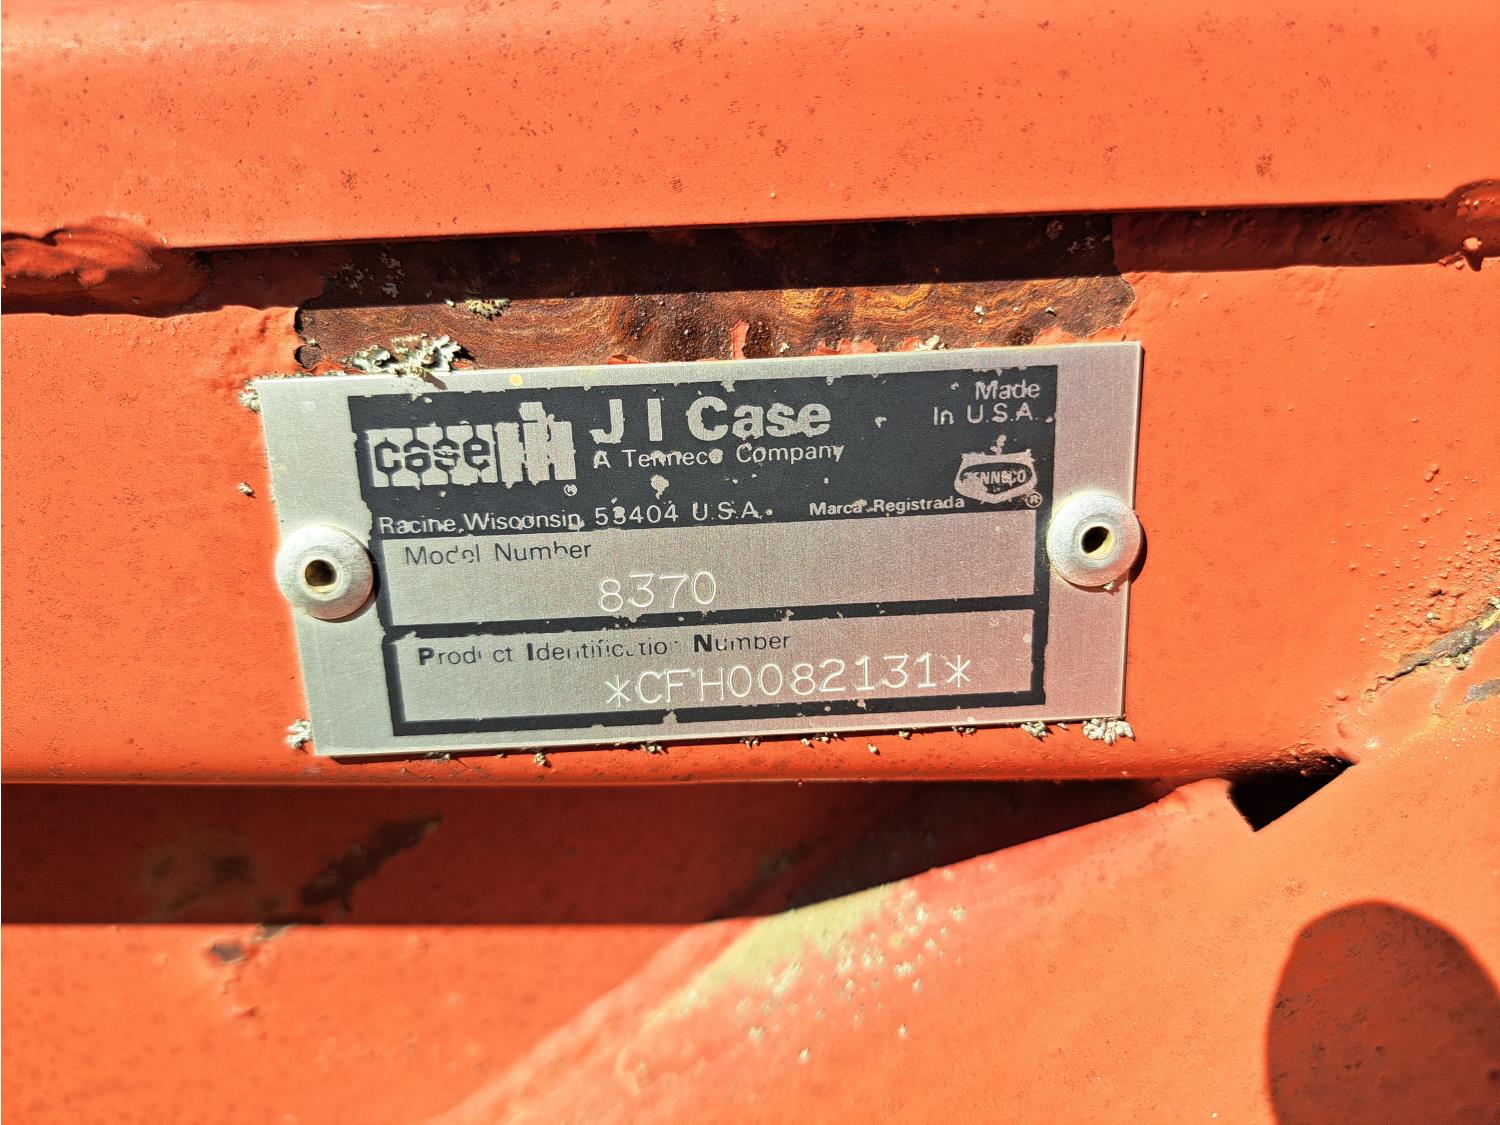 case IH
J I Case
A Tenneco Company
Made
In U.S.A.
TENNECO
®
®
Racine, Wisconsin 53404 U.S.A.
Marca Registrada
Model Number
8370
Product Identification Number
*CFH0082131*